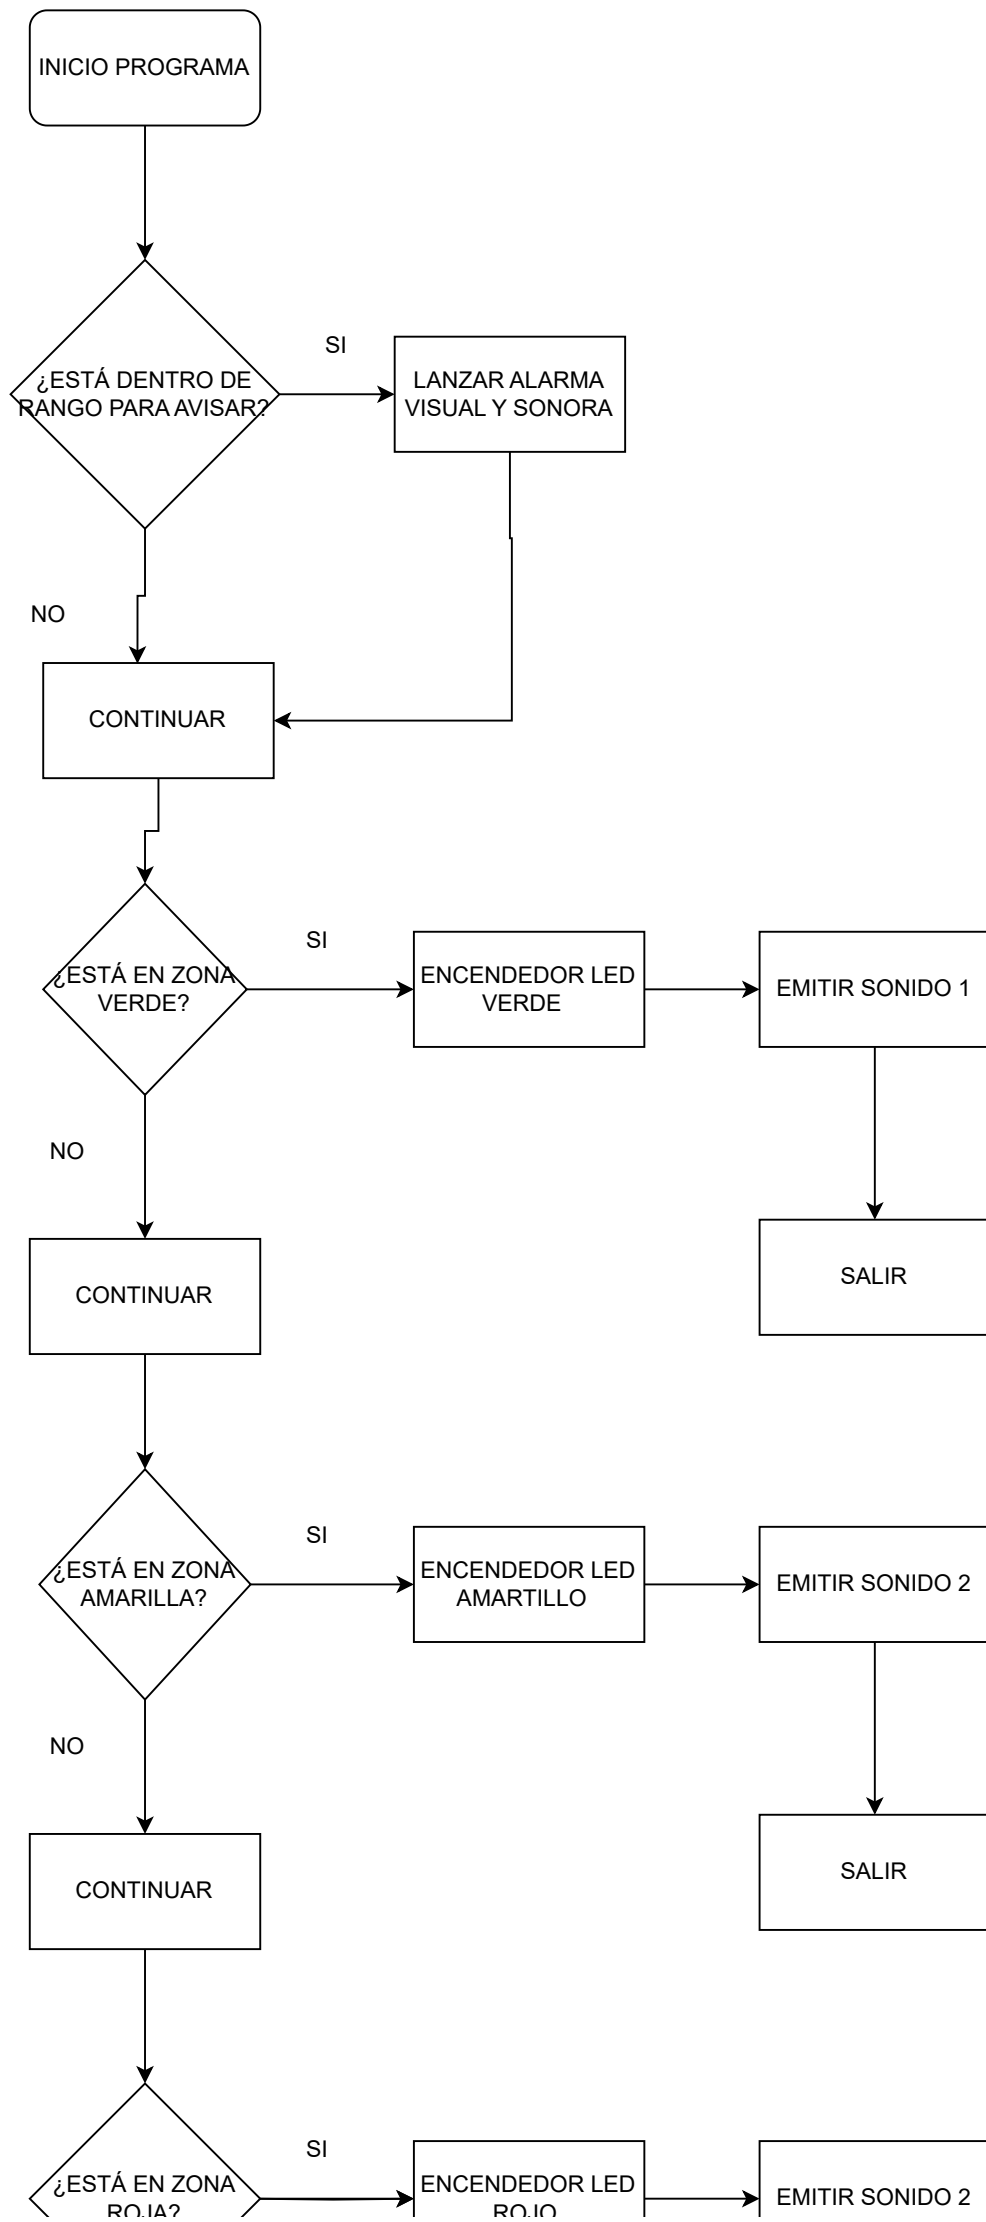 INICIO PROGRAMA
¿ESTÁ DENTRO DE
RANGO PARA AVISAR?
SI
LANZAR ALARMA
VISUAL Y SONORA
NO
CONTINUAR
¿ESTÁ EN ZONA
VERDE?
SI
ENCENDEDOR LED
VERDE
EMITIR SONIDO 1
NO
SALIR
CONTINUAR
¿ESTÁ EN ZONA
AMARILLA?
SI
ENCENDEDOR LED
AMARTILLO
EMITIR SONIDO 2
NO
SALIR
CONTINUAR
¿ESTÁ EN ZONA
ROJA?
SI
ENCENDEDOR LED
ROJO
EMITIR SONIDO 2